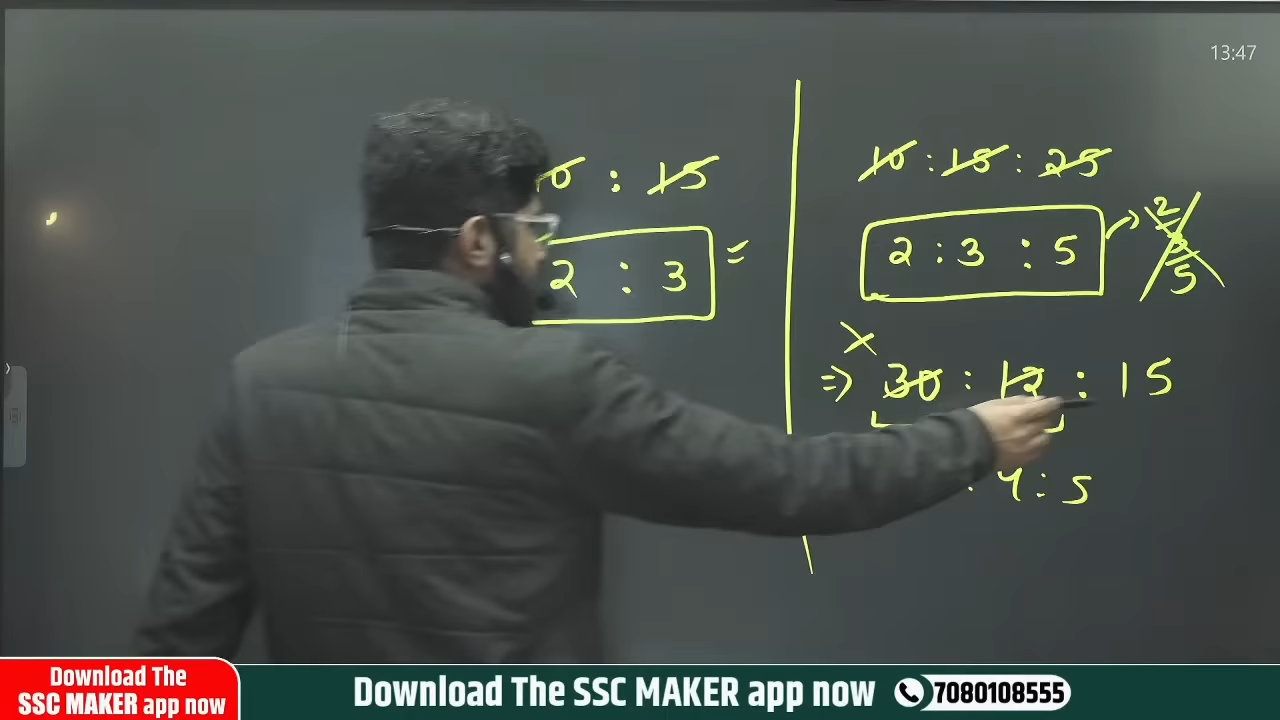 13:47
: 15
2 : 3 =
10 : 15 : 25
2 : 3 : 5
2
3
5
×
⇒ 30 : 12 : 15
: 4 : 5
Download The
SSC MAKER app now
Download The SSC MAKER app now
7080108555